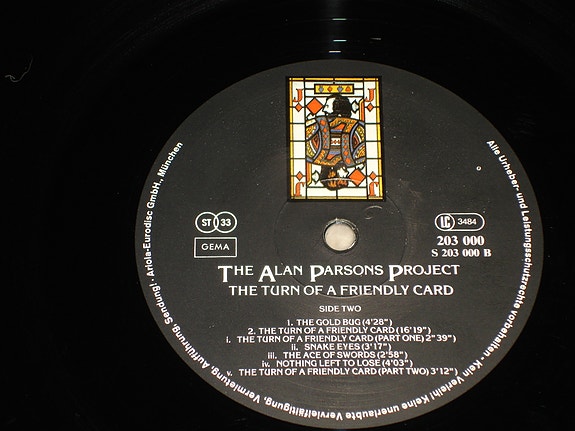 J J
J J
ST 33
GEMA
LC 3484
203 000
S 203 000 B
THE ALAN PARSONS PROJECT
THE TURN OF A FRIENDLY CARD
SIDE TWO
1. THE GOLD BUG (4'28")
2. THE TURN OF A FRIENDLY CARD (16'19")
i. THE TURN OF A FRIENDLY CARD (PART ONE) 2"39")
ii. SNAKE EYES (3'17")
iii. THE ACE OF SWORDS (2'58")
iv. NOTHING LEFT TO LOSE (4'03")
v. THE TURN OF A FRIENDLY CARD (PART TWO) 3'12")
Alle Urheber- und Leistungsschutzrechte vorbehalten · Kein Verleih! Keine unerlaubte Vervielfältigung, Vermietung, Aufführung, Sendung! · Ariola-Eurodisc GmbH, München